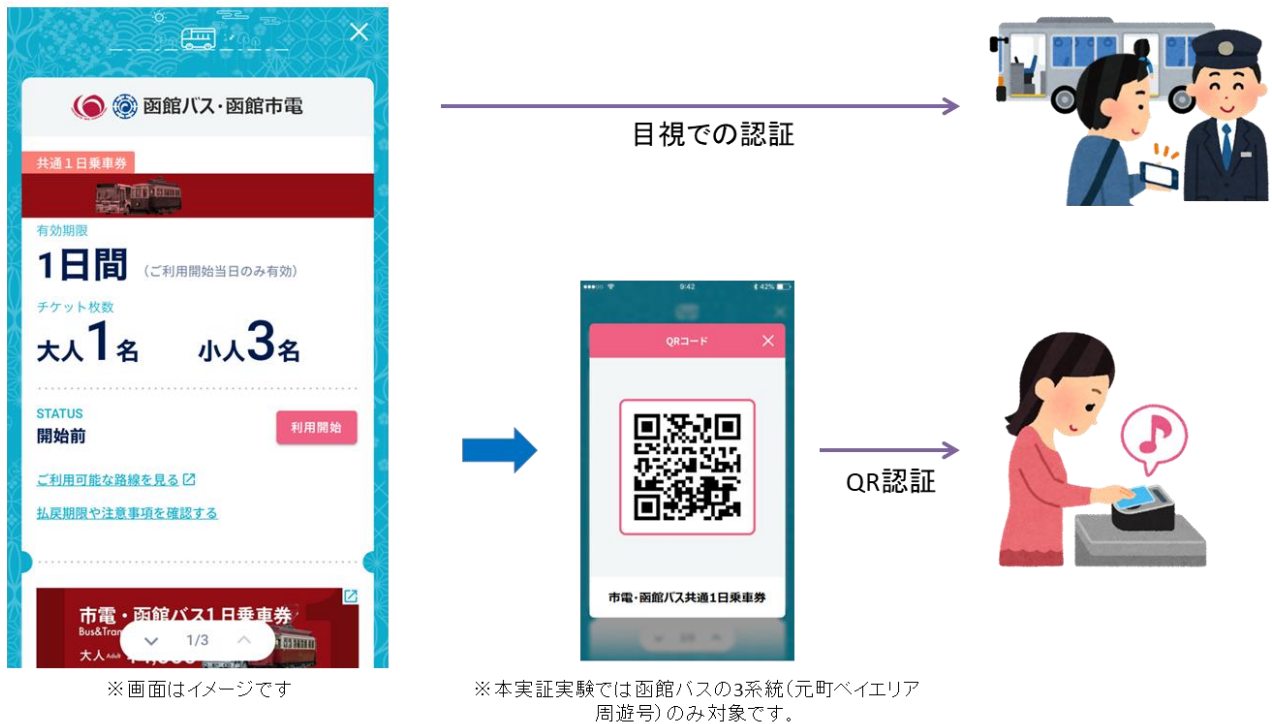 函館バス・函館市電
共通1日乗車券
有効期限
1日間 (ご利用開始当日のみ有効)
チケット枚数
大人1名 小人3名
STATUS
開始前
利用開始
ご利用可能な路線を見る
払戻期限や注意事項を確認する
市電・函館バス1日乗車券
Bus&Tram
大人 Adult
1/3
※画面はイメージです
目視での認証
9:42
42%
QRコード
市電・函館バス共通1日乗車券
QR認証
※本実証実験では函館バスの3系統（元町ベイエリア
周遊号）のみ対象です。